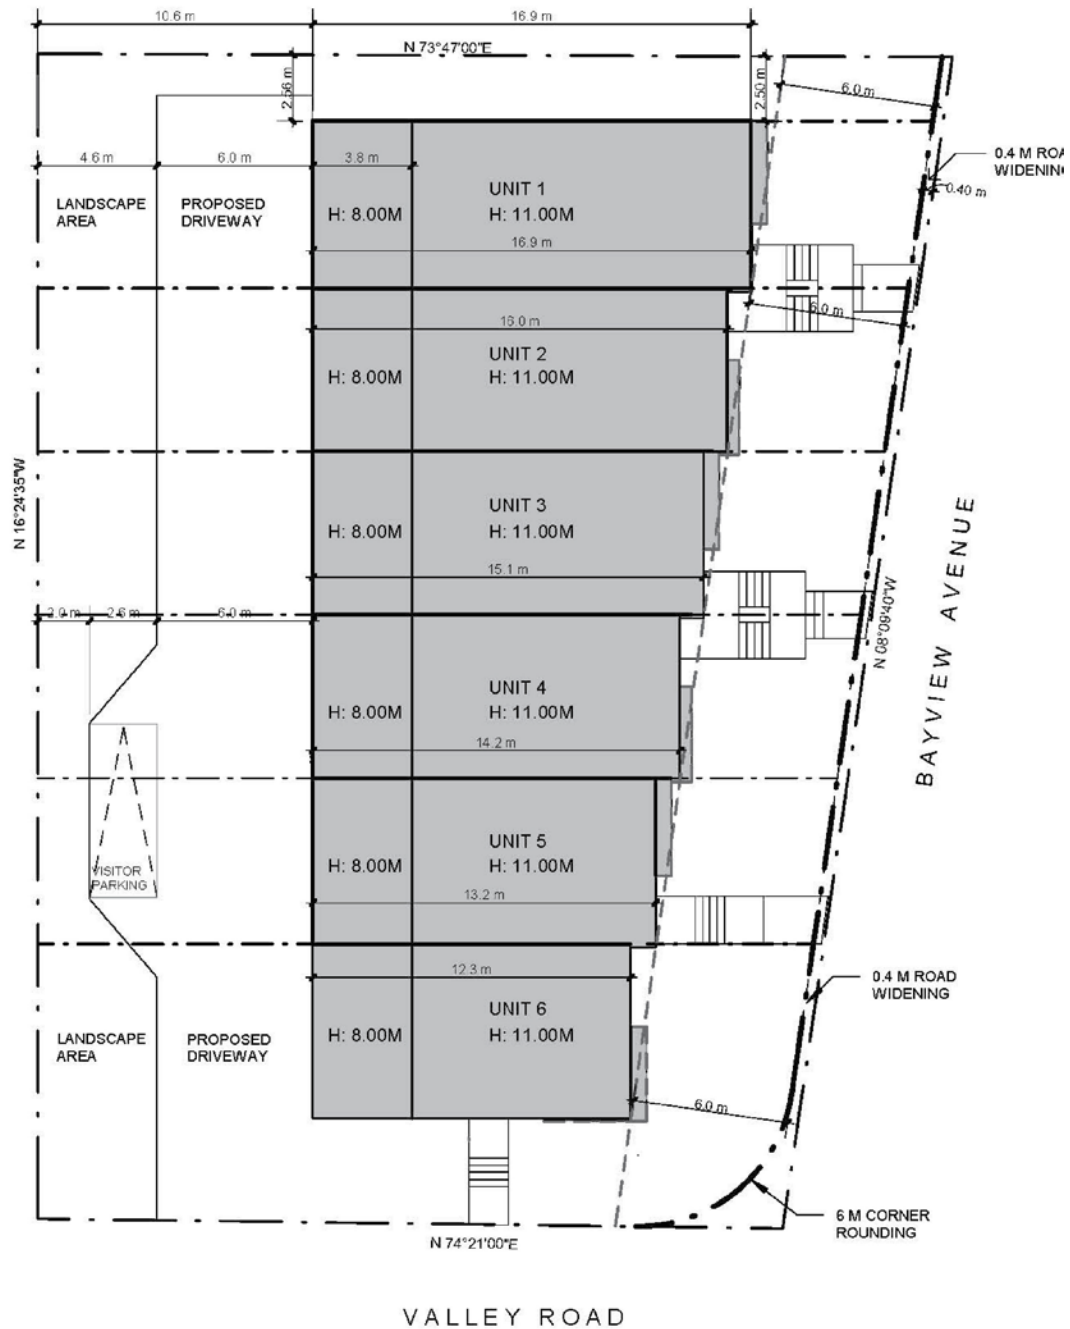 10.6 m
16.9 m
N 73°47'00"E
2.56 m
2.50 m
6.0 m
4.6 m
6.0 m
3.8 m
0.4 M ROA
WIDENIN
0.40 m
LANDSCAPE
AREA
PROPOSED
DRIVEWAY
UNIT 1
H: 8.00M
H: 11.00M
16.9 m
6.0 m
16.0m
UNIT 2
H: 8.00M
H: 11.00M
N 16°24'35"W
UNIT 3
H: 8.00M
H: 11.00M
15.1 m
BAYVIEW AVENUE
N 08°09'40"W
2.0 m
2.6 m
6.0 m
UNIT 4
H: 8.00M
H: 11.00M
14.2 m
UNIT 5
H: 8.00M
H: 11.00M
VISITOR
PARKING
13.2 m
12.3 m
0.4 M ROAD
WIDENING
UNIT 6
H: 8.00M
H: 11.00M
LANDSCAPE
AREA
PROPOSED
DRIVEWAY
6.0 m
6 M CORNER
ROUNDING
N 74°21'00"E
VALLEY ROAD